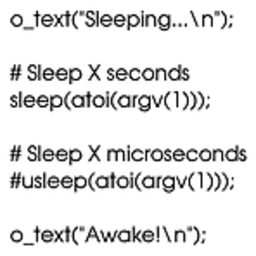 o_text("Sleeping...\n");
# Sleep X seconds
sleep(atoi(argv(1)));
# Sleep X microseconds
#usleep(atoi(argv(1)));
o_text("Awake!\n");